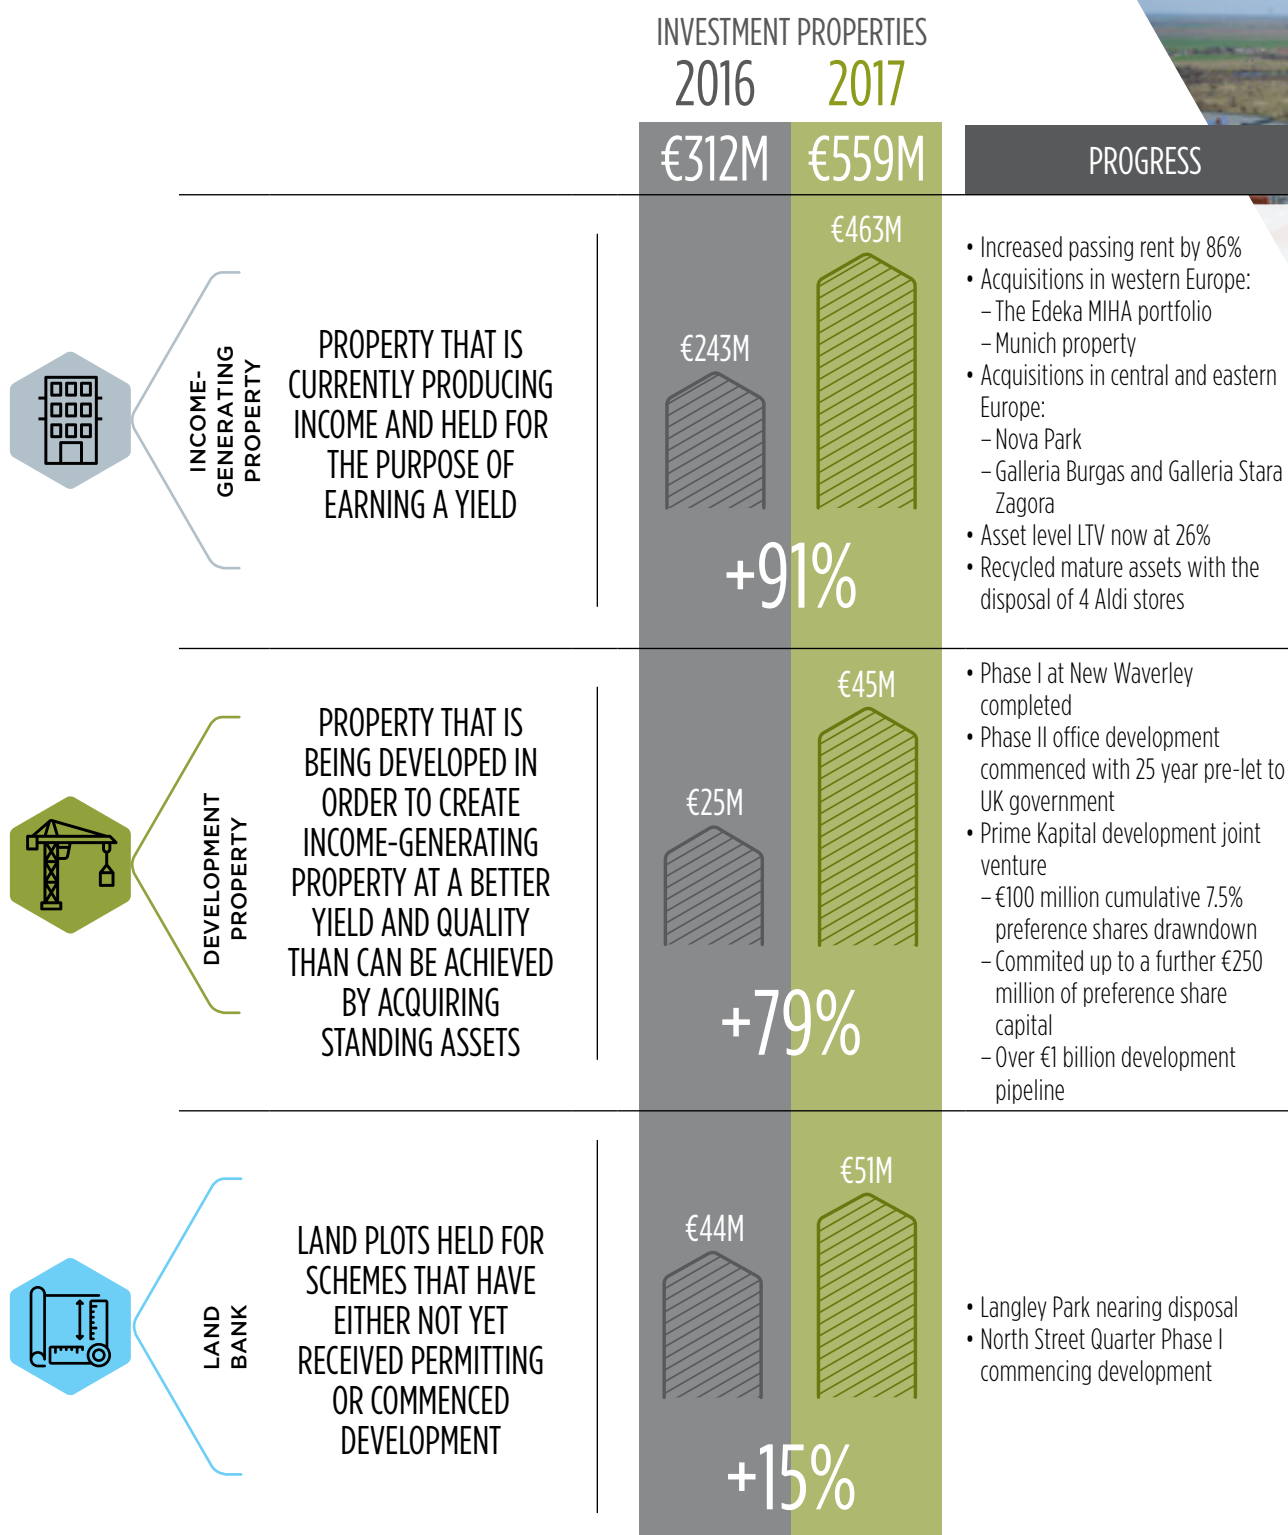 INVESTMENT PROPERTIES
2016
2017
€312M
€559M
PROGRESS
INCOME-
GENERATING
PROPERTY
PROPERTY THAT IS
CURRENTLY PRODUCING
INCOME AND HELD FOR
THE PURPOSE OF
EARNING A YIELD
€243M
€463M
+91%
• Increased passing rent by 86%
• Acquisitions in western Europe:
– The Edeka MIHA portfolio
– Munich property
• Acquisitions in central and eastern
Europe:
– Nova Park
– Galleria Burgas and Galleria Stara
Zagora
• Asset level LTV now at 26%
• Recycled mature assets with the
disposal of 4 Aldi stores
DEVELOPMENT
PROPERTY
PROPERTY THAT IS
BEING DEVELOPED IN
ORDER TO CREATE
INCOME-GENERATING
PROPERTY AT A BETTER
YIELD AND QUALITY
THAN CAN BE ACHIEVED
BY ACQUIRING
STANDING ASSETS
€25M
€45M
+79%
• Phase I at New Waverley
completed
• Phase II office development
commenced with 25 year pre-let to
UK government
• Prime Kapital development joint
venture
– €100 million cumulative 7.5%
preference shares drawndown
– Commited up to a further €250
million of preference share
capital
– Over €1 billion development
pipeline
LAND
BANK
LAND PLOTS HELD FOR
SCHEMES THAT HAVE
EITHER NOT YET
RECEIVED PERMITTING
OR COMMENCED
DEVELOPMENT
€44M
€51M
+15%
• Langley Park nearing disposal
• North Street Quarter Phase I
commencing development